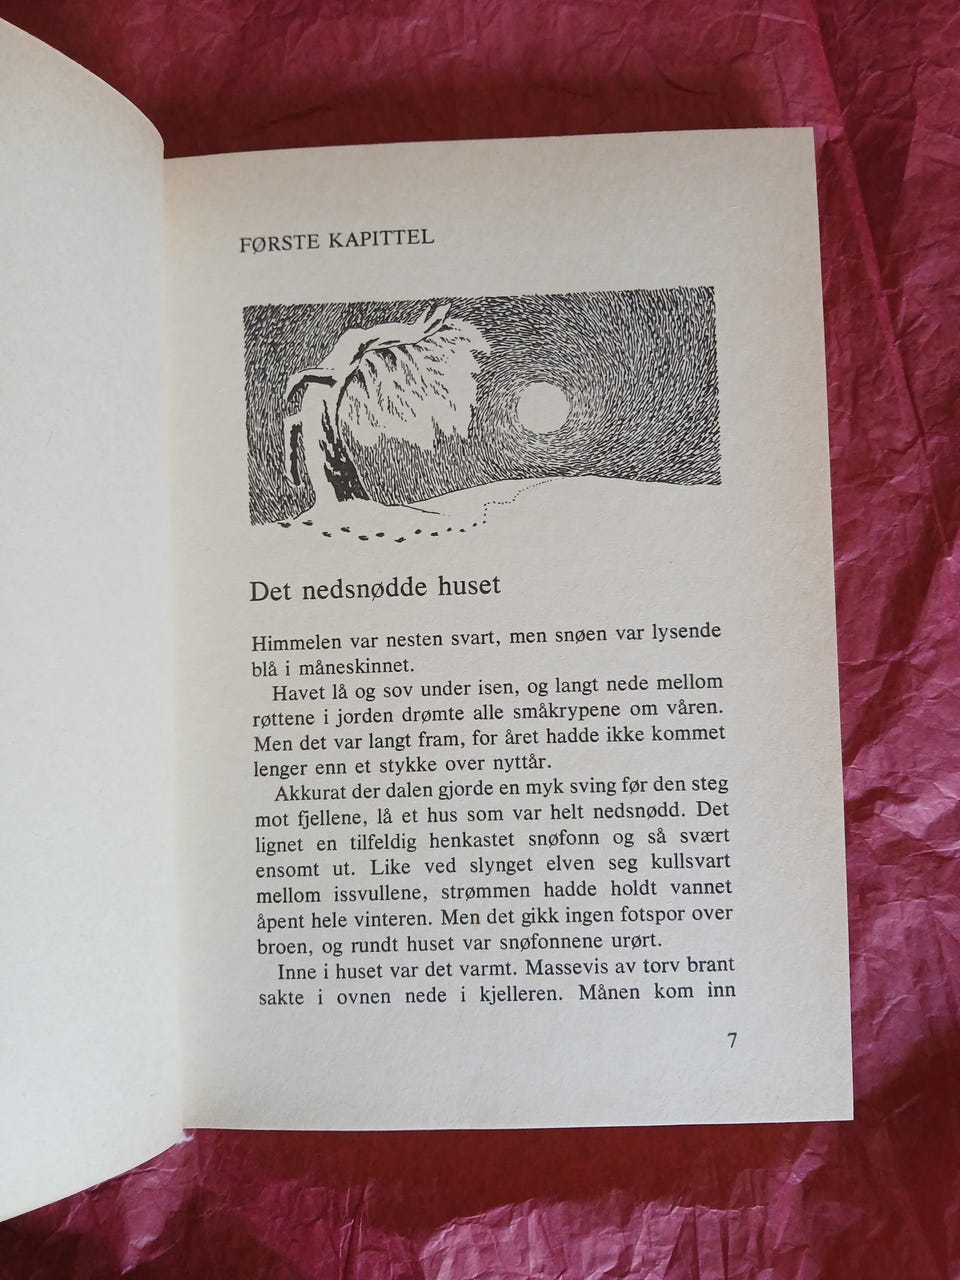 FØRSTE KAPITTEL
Det nedsnødde huset
Himmelen var nesten svart, men snøen var lysende
blå i måneskinnet.
Havet lå og sov under isen, og langt nede mellom
røttene i jorden drømte alle småkrypene om våren.
Men det var langt fram, for året hadde ikke kommet
lenger enn et stykke over nyttår.
Akkurat der dalen gjorde en myk sving før den steg
mot fjellene, lå et hus som var helt nedsnødd. Det
lignet en tilfeldig henkastet snøfonn og så svært
ensomt ut. Like ved slynget elven seg kullsvart
mellom issvullene, strømmen hadde holdt vannet
åpent hele vinteren. Men det gikk ingen fotspor over
broen, og rundt huset var snøfonnene urørt.
Inne i huset var det varmt. Massevis av torv brant
sakte i ovnen nede i kjelleren. Månen kom inn
7